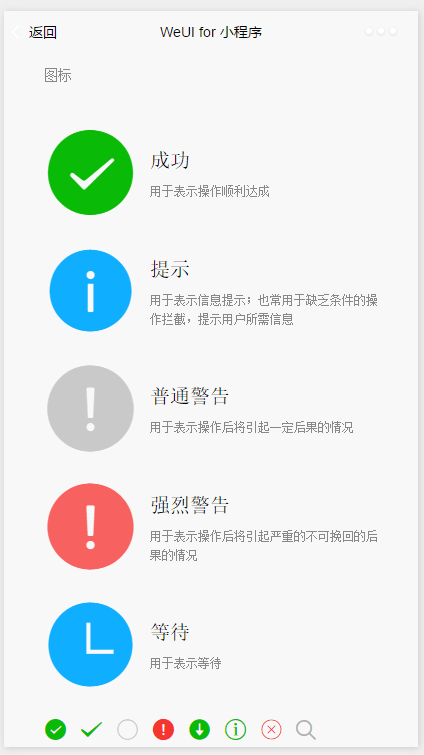 返回
WeUI for 小程序
图标
成功
用于表示操作顺利达成
提示
用于表示信息提示；也常用于缺乏条件的操
作拦截，提示用户所需信息
普通警告
用于表示操作后将引起一定后果的情况
强烈警告
用于表示操作后将引起严重的不可挽回的后
果的情况
等待
用于表示等待